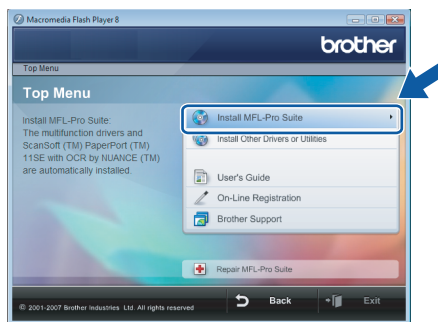 Macromedia Flash Player 8
brother
Top Menu
Top Menu
Install MFL-Pro Suite:
The multifunction drivers and
ScanSoft (TM) PaperPort (TM)
11SE with OCR by NUANCE (TM)
are automatically installed.
Install MFL-Pro Suite
Install Other Drivers or Utilities
User's Guide
On-Line Registration
Brother Support
Repair MFL-Pro Suite
© 2001-2007 Brother Industries Ltd. All rights reserved
Back
Exit